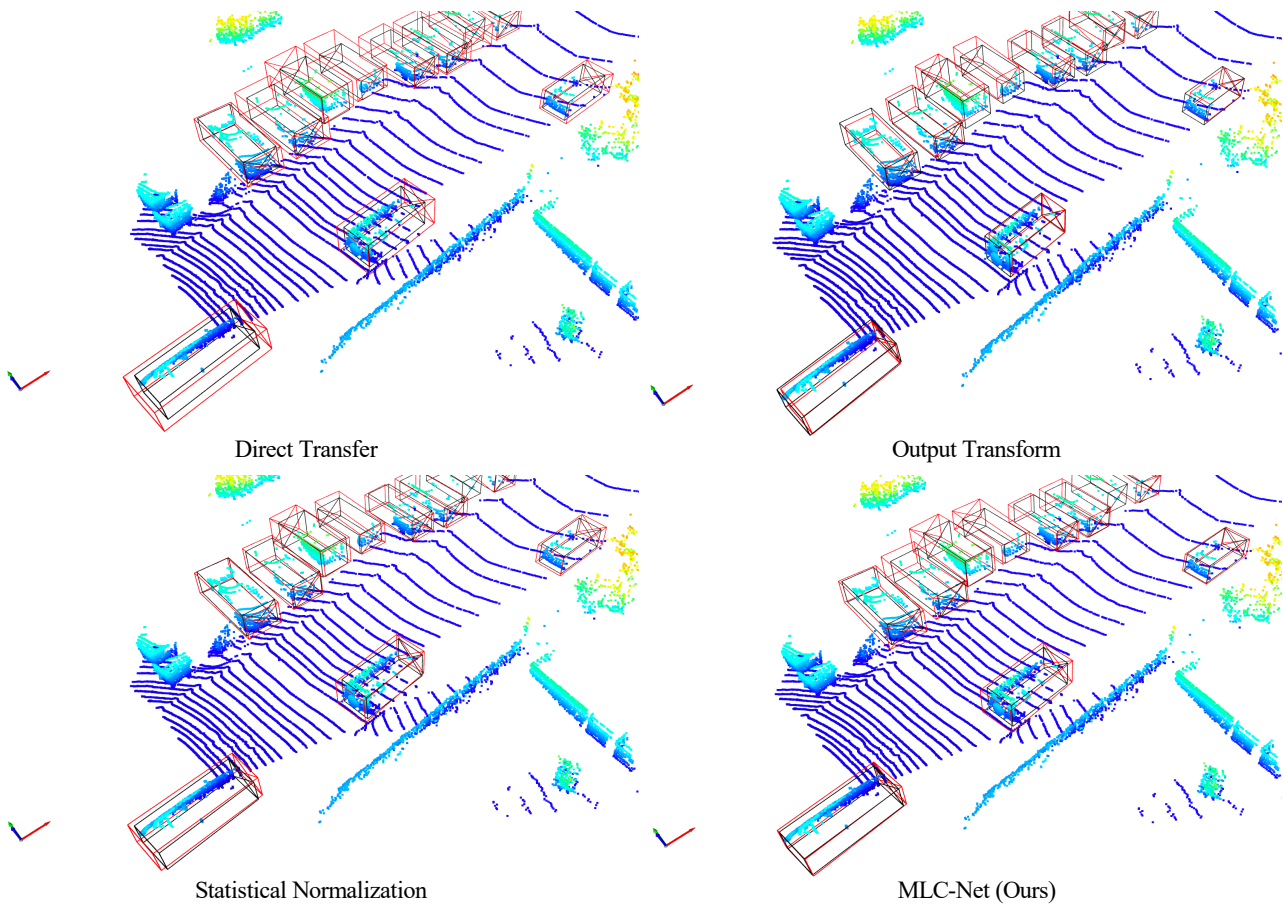 Direct Transfer
Output Transform
Statistical Normalization
MLC-Net (Ours)